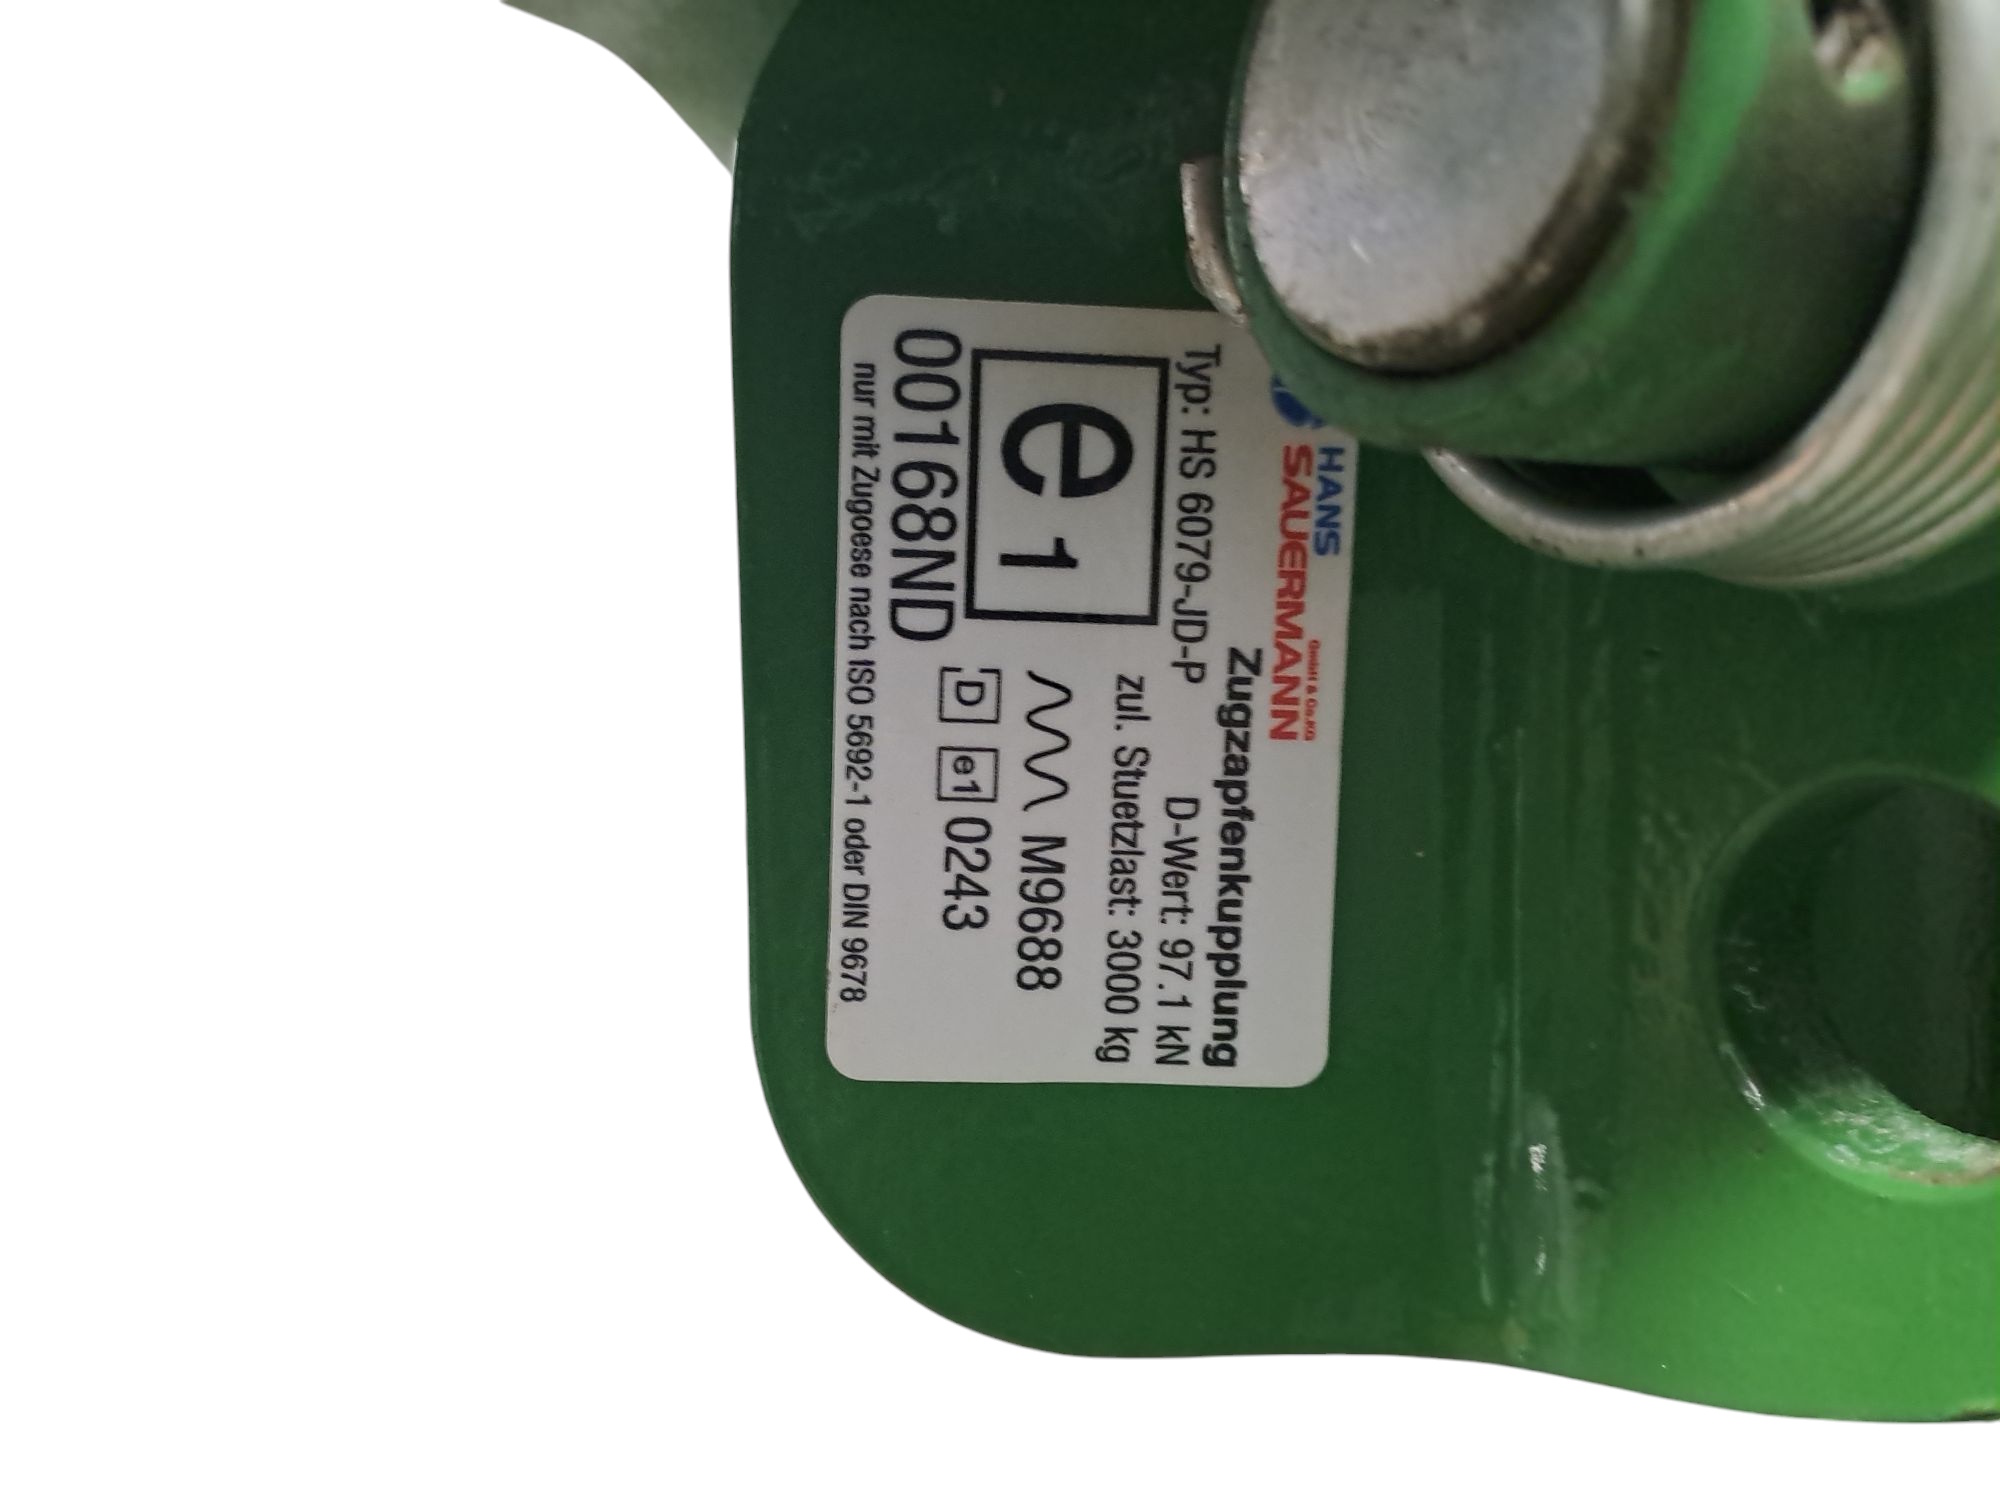 HANS
SAUERMANN GmbH & Co.KG
Zugzapfenkupplung
Typ: HS 6079-JD-P D-Wert: 97.1 kN
zul. Stuetzlast: 3000 kg
e 1 M9688
00168ND D e1 0243
nur mit Zugoese nach ISO 5692-1 oder DIN 9678